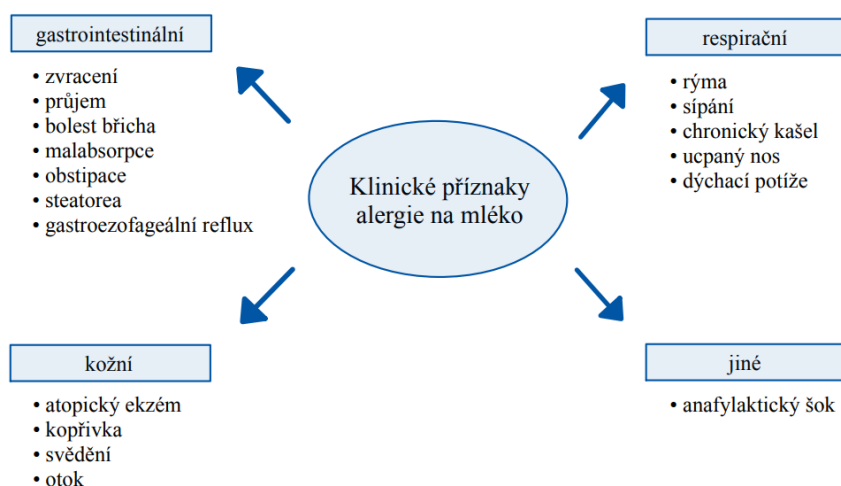 gastrointestinální
• zvracení
• průjem
• bolest břicha
• malabsorpce
• obstipace
• steatorea
• gastroezofageální reflux
respirační
• rýma
• sípání
• chronický kašel
• ucpaný nos
• dýchací potíže
Klinické příznaky
alergie na mléko
kožní
• atopický ekzém
• kopřivka
• svědění
• otok
jiné
• anafylaktický šok